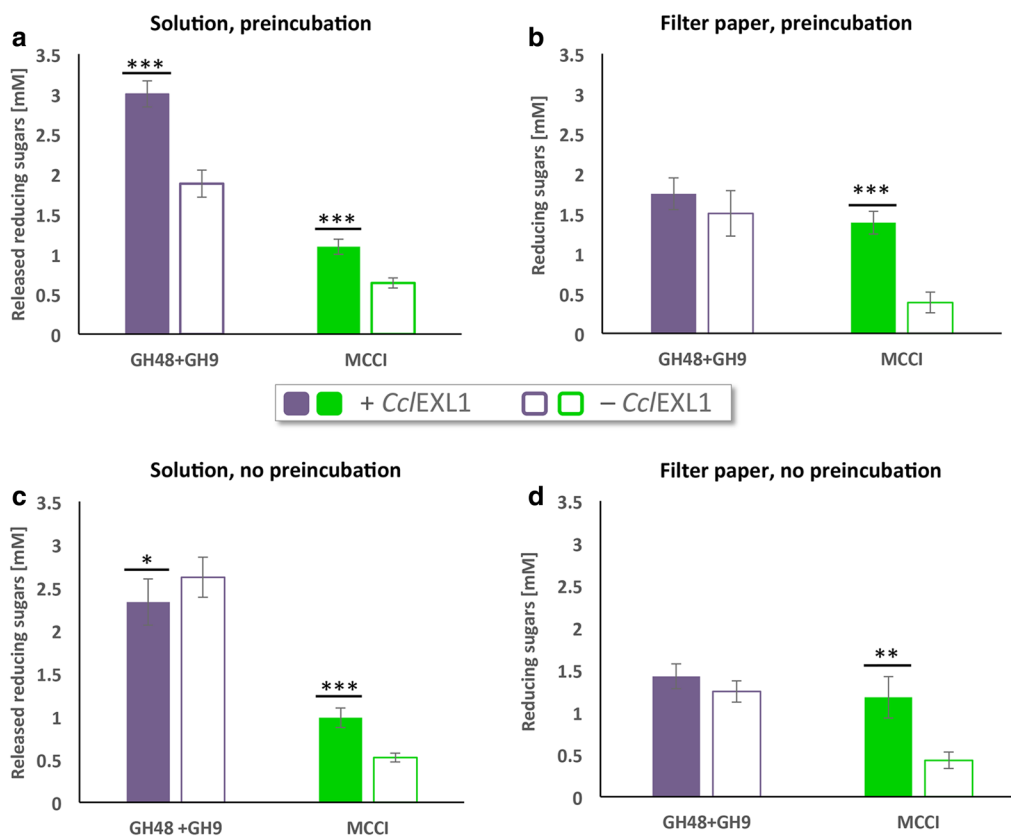 a
Solution, preincubation
Released reducing sugars [mM]
3.5
3
2.5
2
1.5
1
0.5
0
***
***
GH48+GH9
MCCI
b
Filter paper, preincubation
Reducing sugars [mM]
3.5
3
2.5
2
1.5
1
0.5
0
***
GH48+GH9
MCCI
+ CclEXL1
– CclEXL1
c
Solution, no preincubation
Released reducing sugars [mM]
3.5
3
2.5
2
1.5
1
0.5
0
*
***
GH48 +GH9
MCCI
d
Filter paper, no preincubation
Reducing sugars [mM]
3.5
3
2.5
2
1.5
1
0.5
0
**
GH48+GH9
MCCI